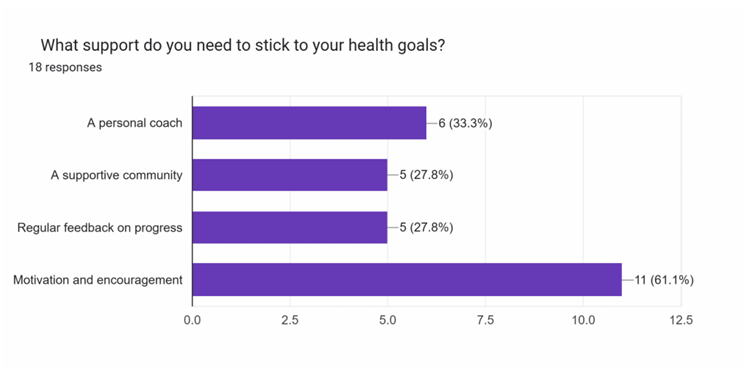 What support do you need to stick to your health goals?
18 responses
A personal coach
6 (33.3%)
A supportive community
5 (27.8%)
Regular feedback on progress
5 (27.8%)
Motivation and encouragement
11 (61.1%)
0.0 2.5 5.0 7.5 10.0 12.5